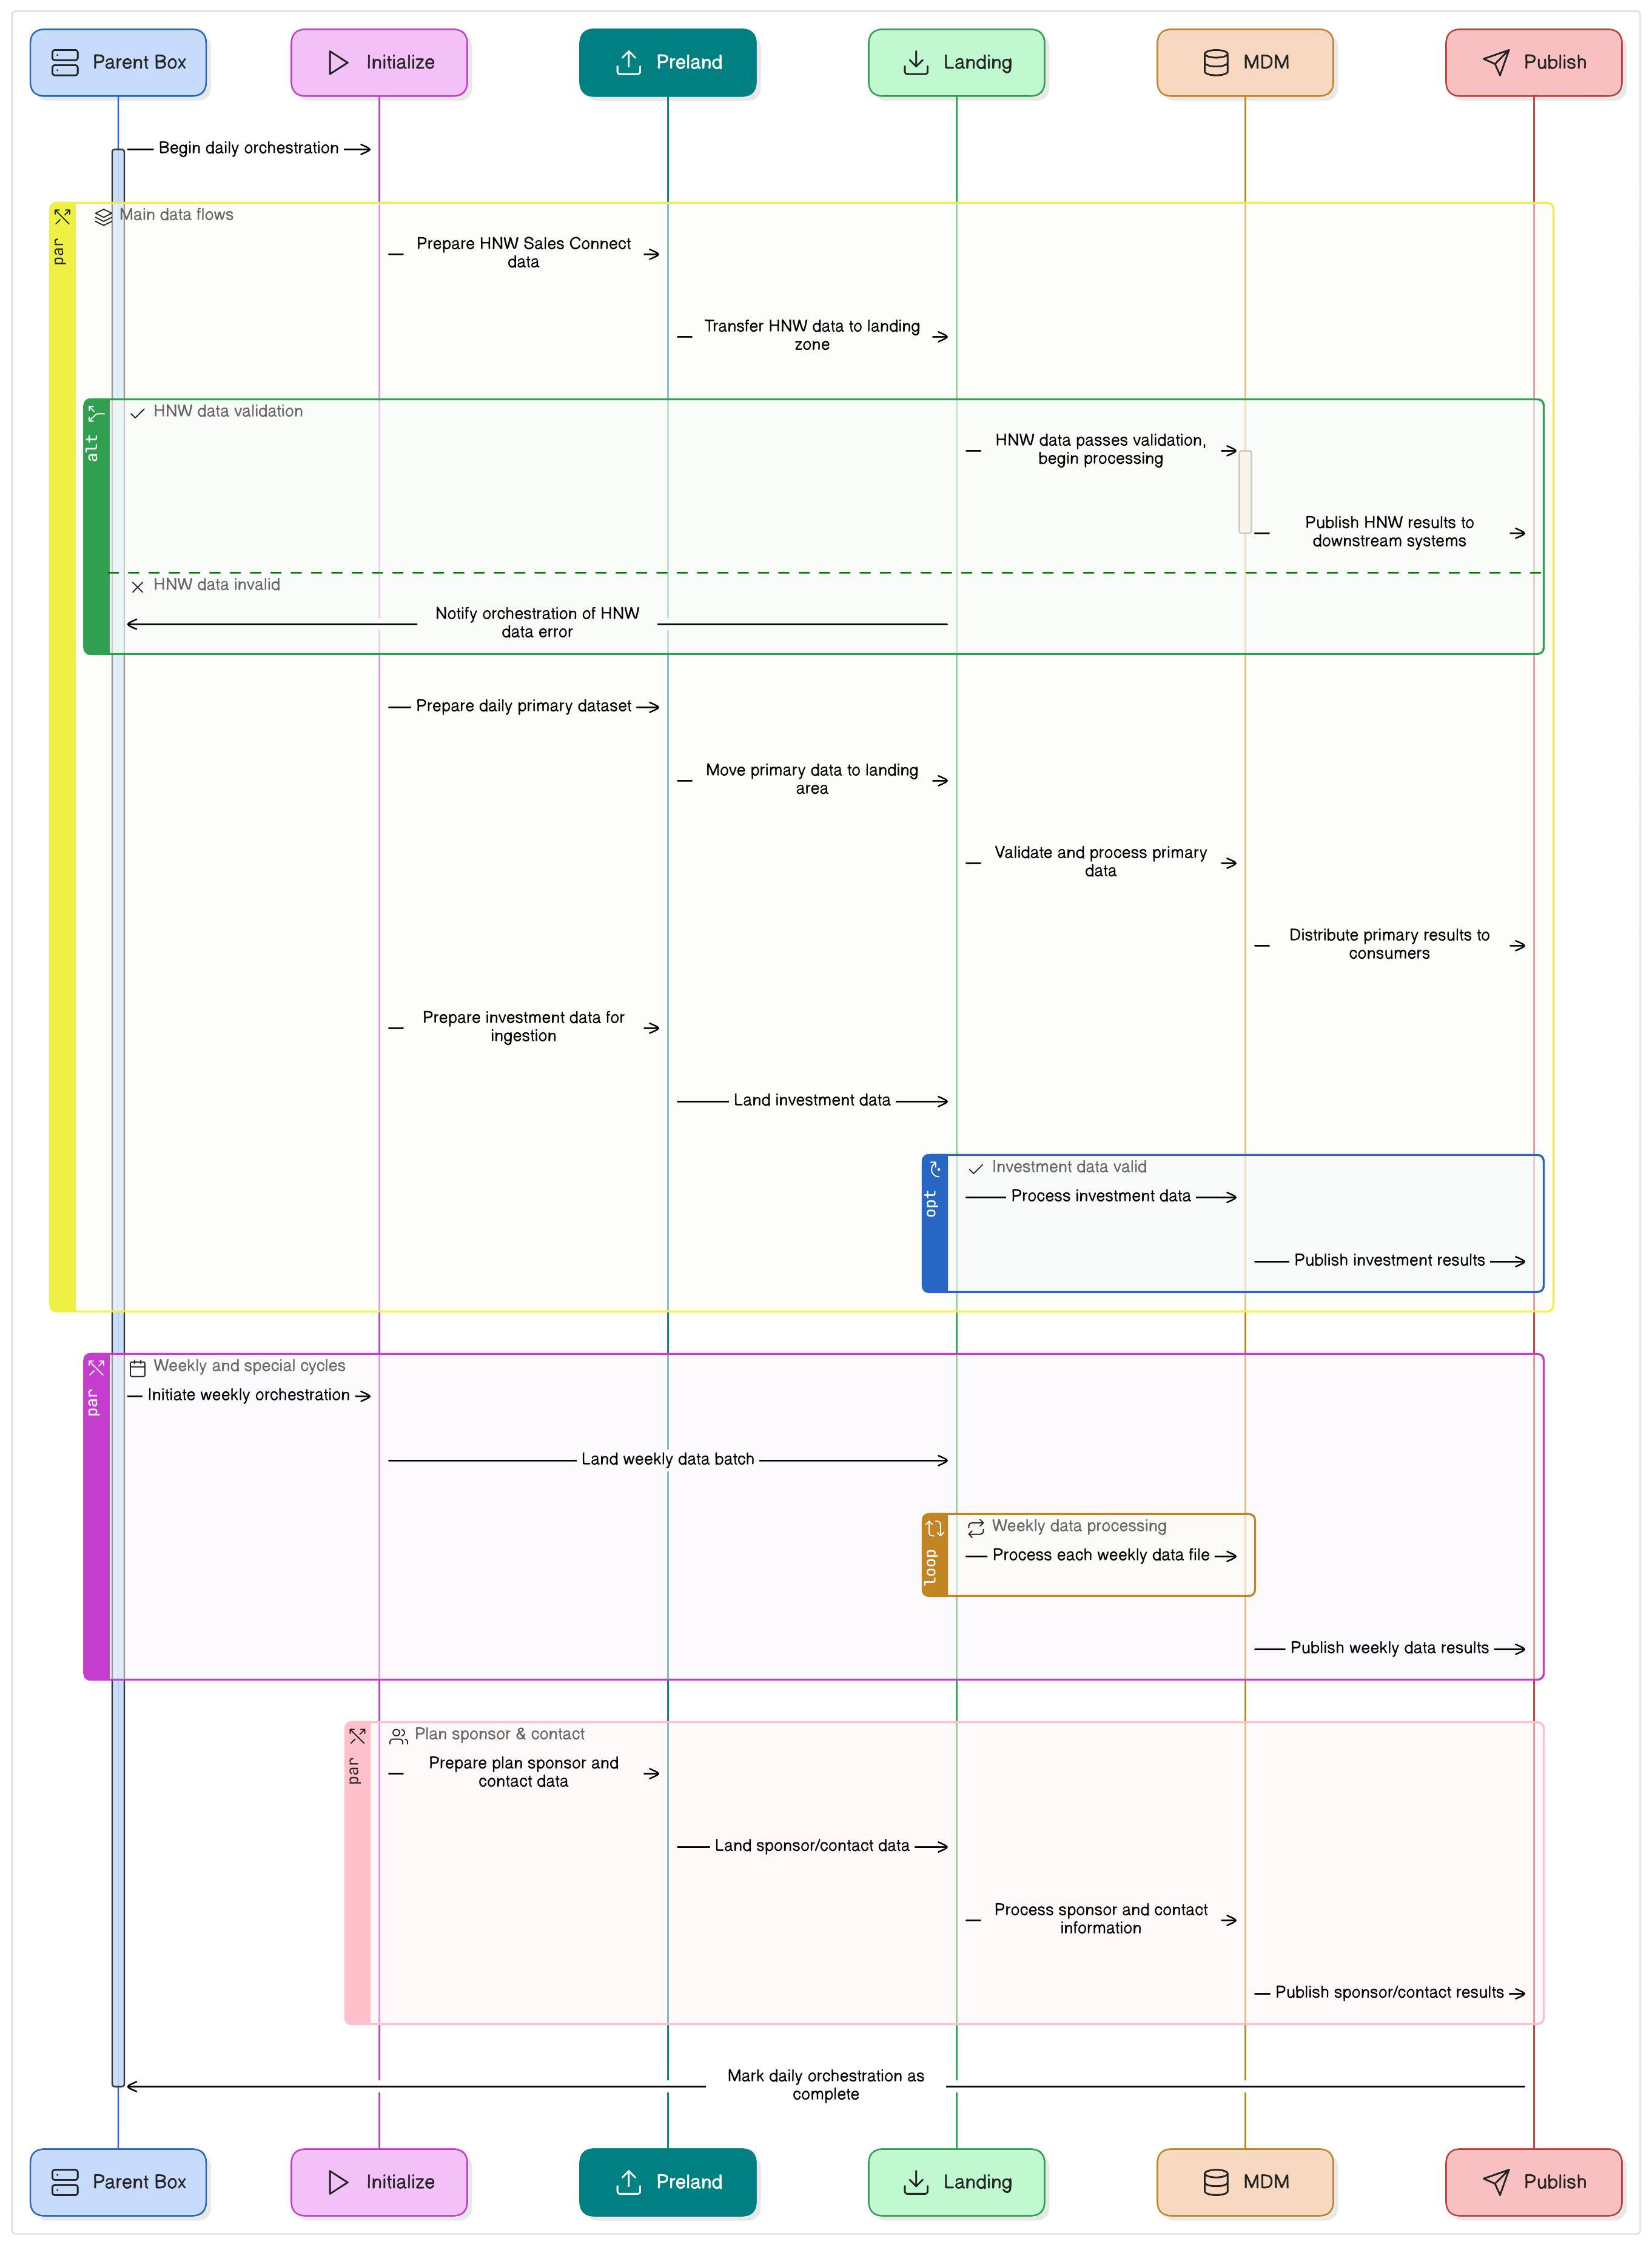 Parent Box
Initialize
Preland
Landing
MDM
Publish
Begin daily orchestration
par
Main data flows
Prepare HNW Sales Connect
data
Transfer HNW data to landing
zone
alt
HNW data validation
HNW data passes validation,
begin processing
Publish HNW results to
downstream systems
HNW data invalid
Notify orchestration of HNW
data error
Prepare daily primary dataset
Move primary data to landing
area
Validate and process primary
data
Distribute primary results to
consumers
Prepare investment data for
ingestion
Land investment data
opt
Investment data valid
Process investment data
Publish investment results
par
Weekly and special cycles
Initiate weekly orchestration
Land weekly data batch
loop
Weekly data processing
Process each weekly data file
Publish weekly data results
par
Plan sponsor & contact
Prepare plan sponsor and
contact data
Land sponsor/contact data
Process sponsor and contact
information
Publish sponsor/contact results
Mark daily orchestration as
complete
Parent Box
Initialize
Preland
Landing
MDM
Publish